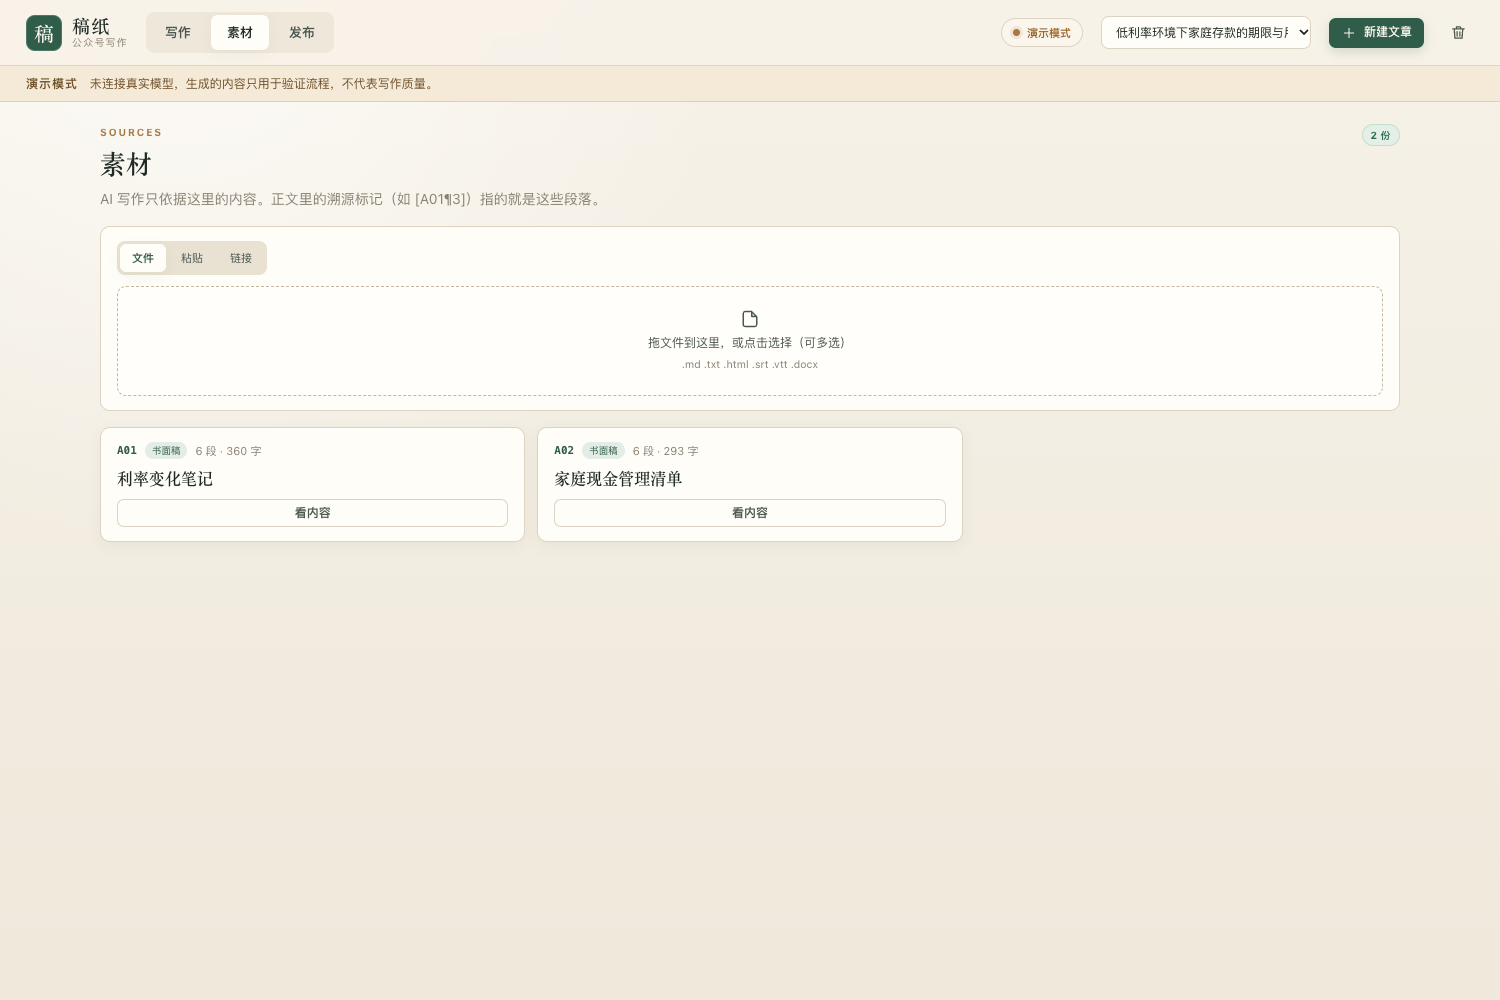 稿 稿纸
公众号写作
写作 素材 发布
演示模式
低利率环境下家庭存款的期限与
新建文章
演示模式 未连接真实模型，生成的内容只用于验证流程，不代表写作质量。
SOURCES
2 份
素材
AI 写作只依据这里的内容。正文里的溯源标记（如 [A01¶3]）指的就是这些段落。
文件 粘贴 链接
拖文件到这里，或点击选择（可多选）
.md .txt .html .srt .vtt .docx
A01 书面稿 6 段 · 360 字
利率变化笔记
看内容
A02 书面稿 6 段 · 293 字
家庭现金管理清单
看内容